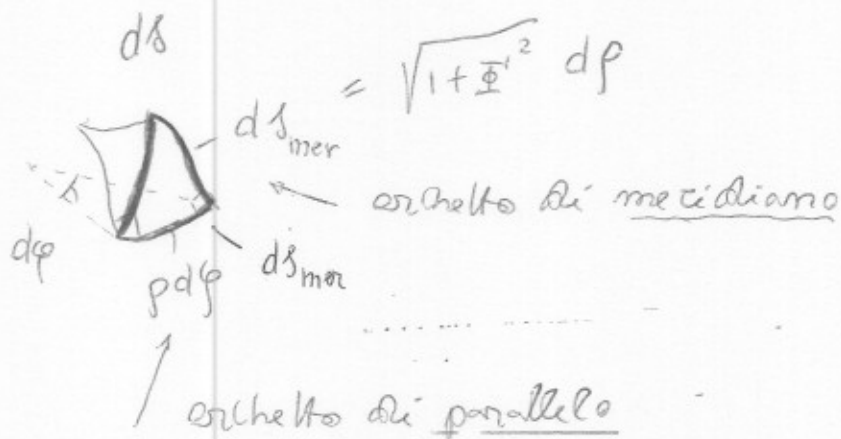 ds
= √(1 + Φ'²) dρ
ds_mer
archetto di meridiano
dφ
ρdφ
ds_mer
archetto di parallelo